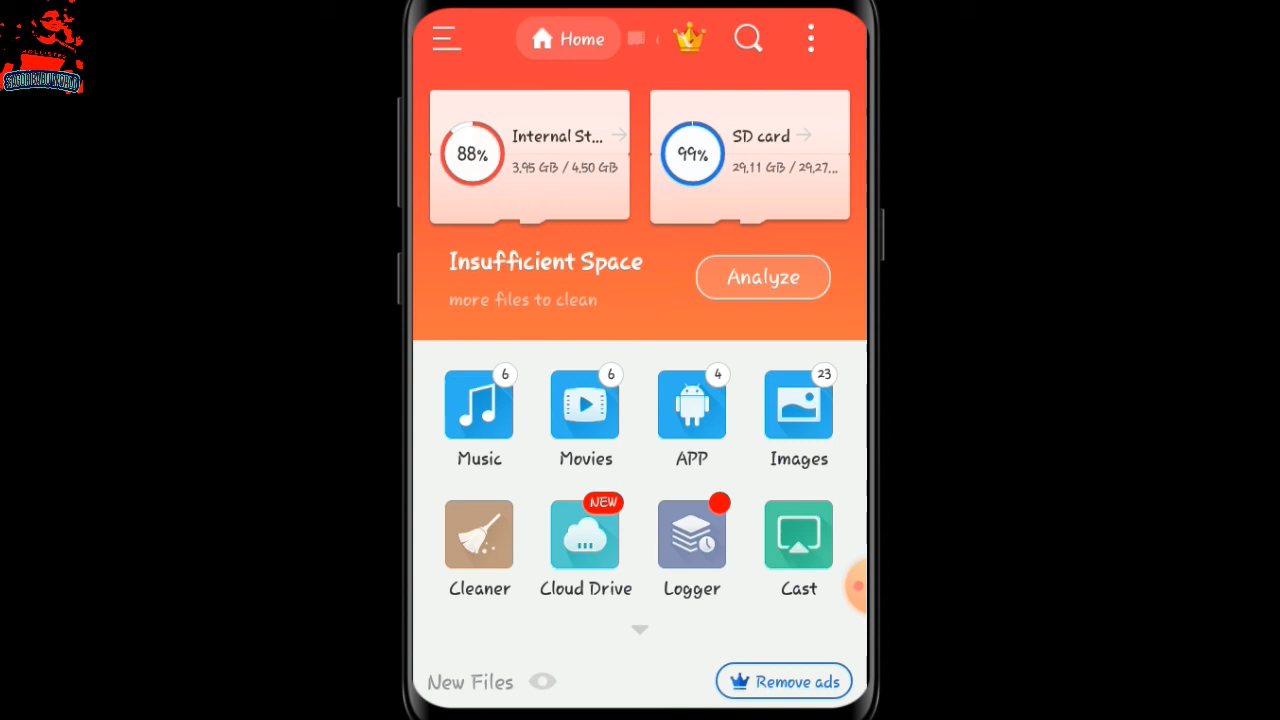 Home
HOLLISTER
88%
Internal St...
3.95 GB / 4.50 GB
99%
SD card
29.11 GB / 29.27...
Insufficient Space
more files to clean
Analyze
6
6
4
23
Music
Movies
APP
Images
NEW
Cleaner
Cloud Drive
Logger
Cast
New Files
Remove ads